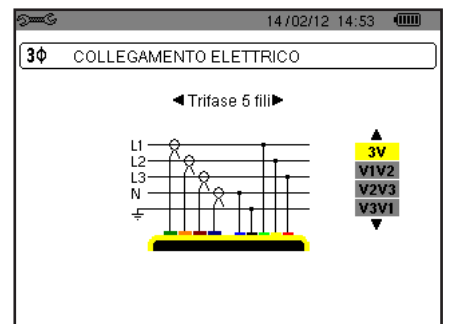 14/02/12 14:53
3Φ COLLEGAMENTO ELETTRICO
◄Trifase 5 fili►
L1
L2
L3
N
3V
V1V2
V2V3
V3V1